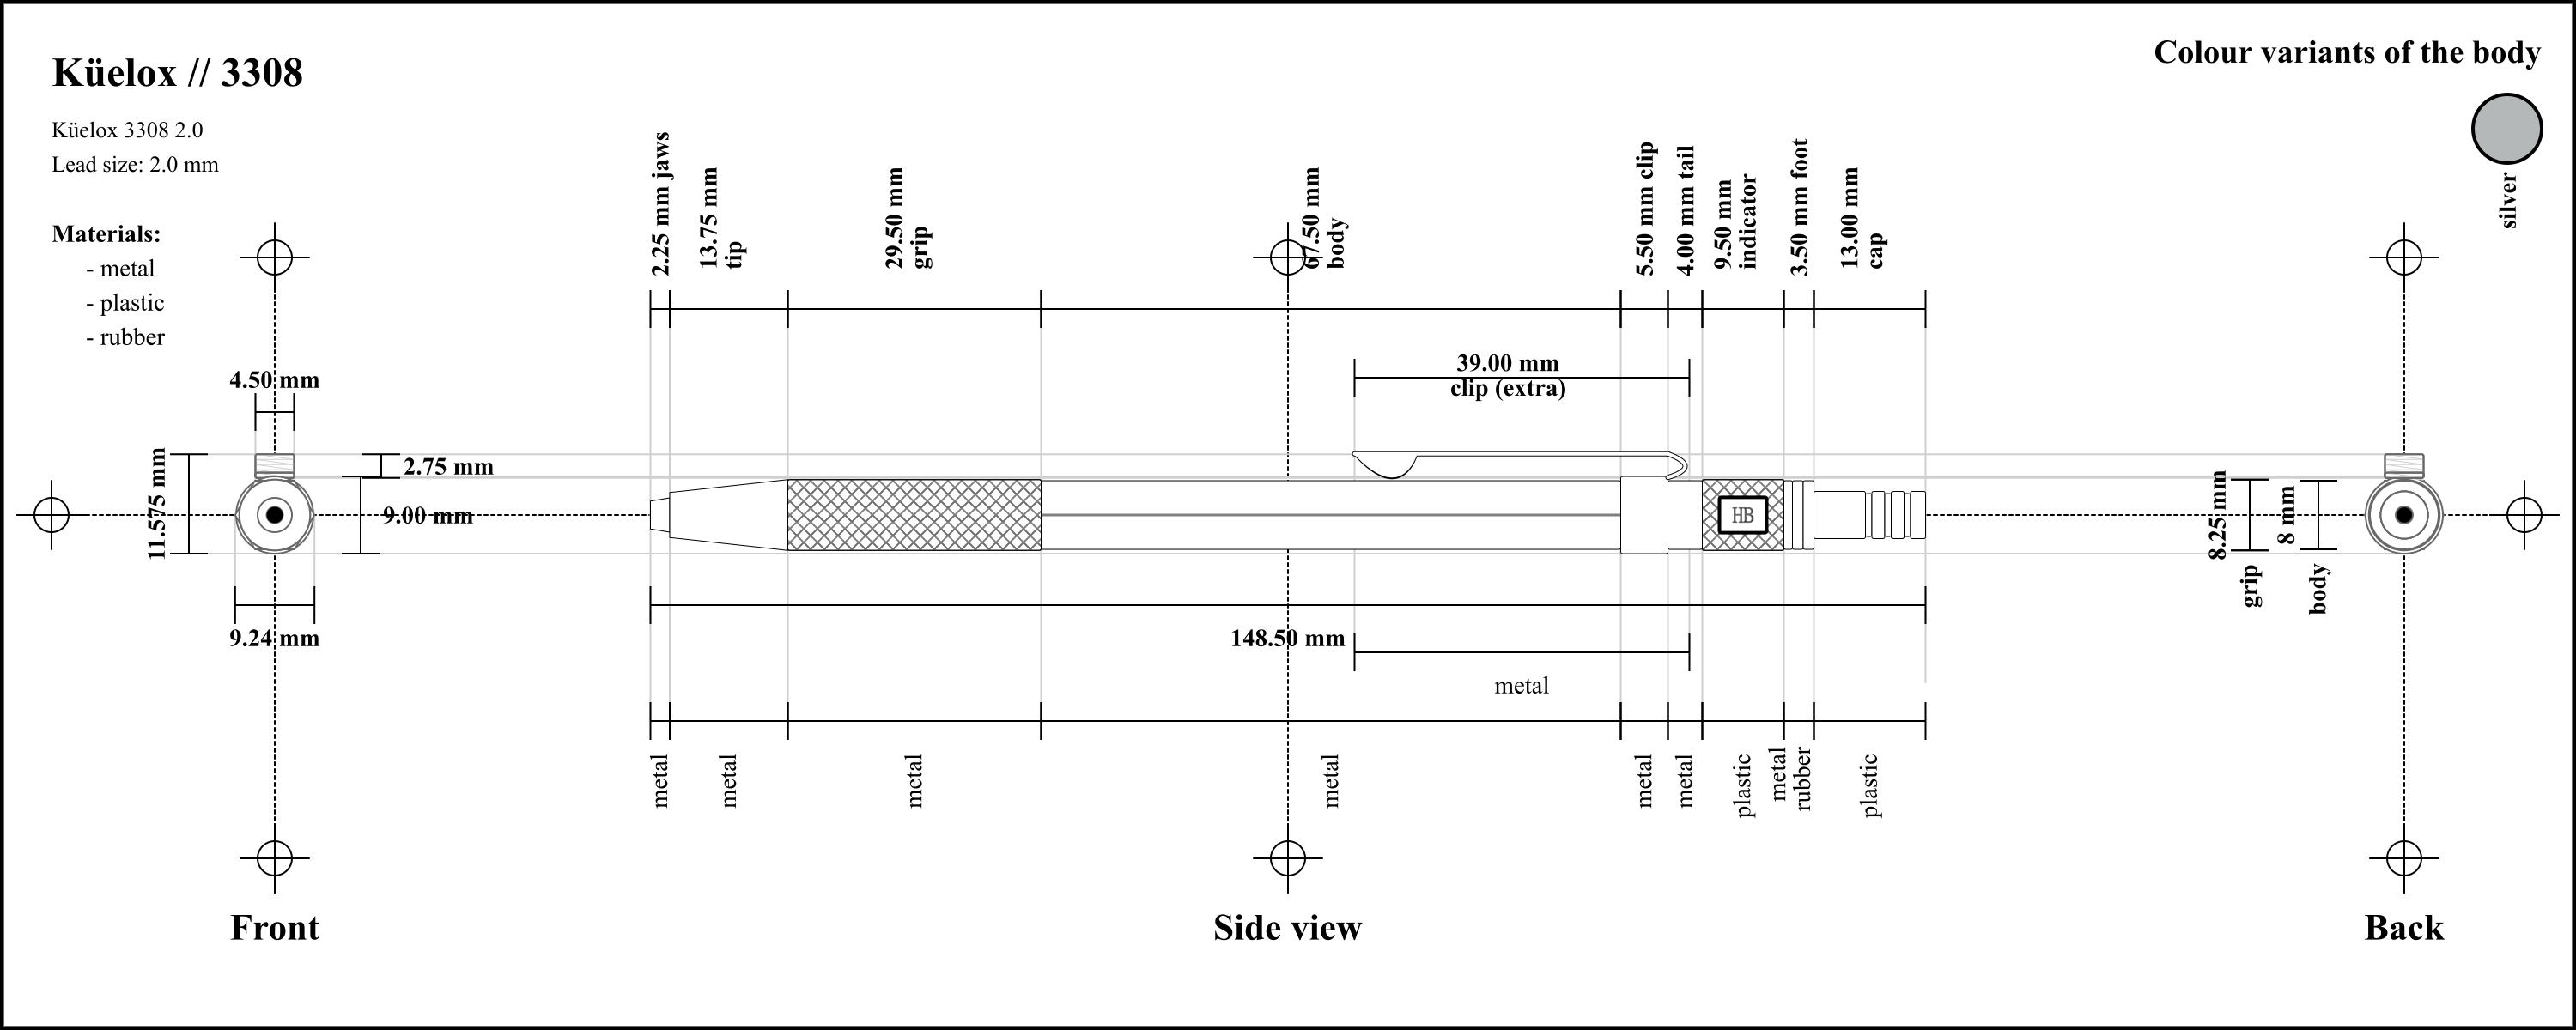 Küelox // 3308
Küelox 3308 2.0
Lead size: 2.0 mm
Materials:
- metal
- plastic
- rubber
Colour variants of the body
silver
2.25 mm jaws
13.75 mm
tip
29.50 mm
grip
67.50 mm
body
5.50 mm clip
4.00 mm tail
9.50 mm
indicator
3.50 mm foot
13.00 mm
cap
39.00 mm
clip (extra)
4.50 mm
11.575 mm
2.75 mm
9.00 mm
9.24 mm
HB
8.25 mm
grip
8 mm
body
148.50 mm
metal
metal
metal
metal
metal
metal
metal
plastic
metal
rubber
plastic
Front
Side view
Back